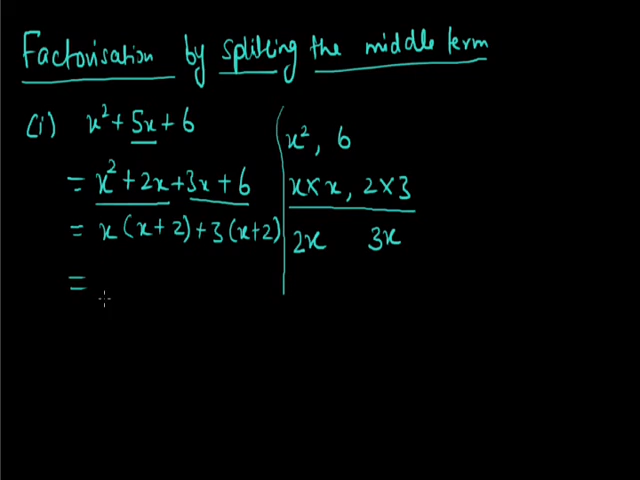 Factorisation by splitting the middle term
(i) x² + 5x + 6
= x² + 2x + 3x + 6
= x (x + 2) + 3 (x + 2)
=
x², 6
x × x, 2 × 3
2x 3x